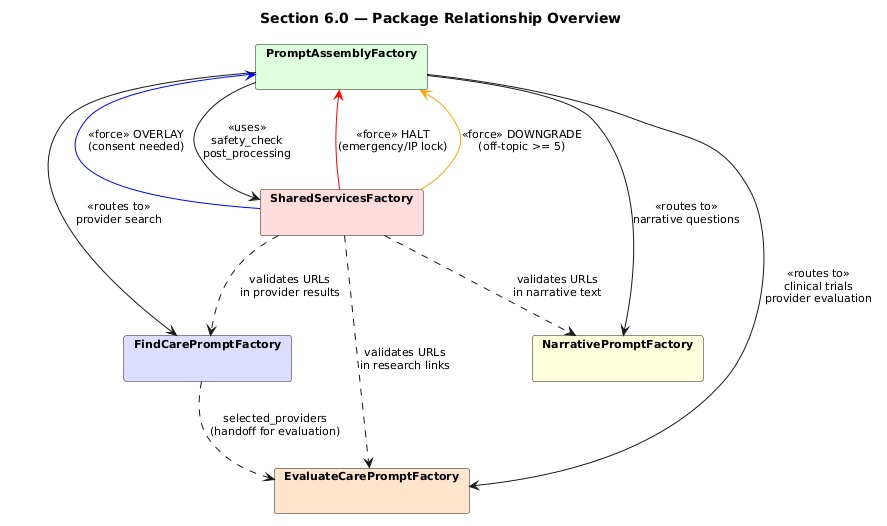 Section 6.0 — Package Relationship Overview
PromptAssemblyFactory
«force» OVERLAY
(consent needed)
«uses»
safety_check
post_processing
«force» HALT
(emergency/IP lock)
«force» DOWNGRADE
(off-topic >= 5)
SharedServicesFactory
«routes to»
provider search
«routes to»
narrative questions
«routes to»
clinical trials
provider evaluation
validates URLs
in provider results
validates URLs
in narrative text
FindCarePromptFactory
NarrativePromptFactory
validates URLs
in research links
selected_providers
(handoff for evaluation)
EvaluateCarePromptFactory